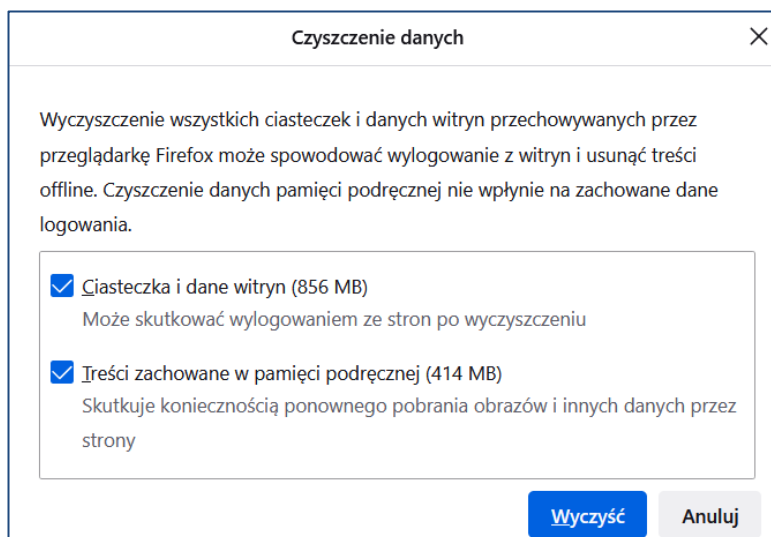 Czyszczenie danych
Wyczyszczenie wszystkich ciasteczek i danych witryn przechowywanych przez
przeglądarkę Firefox może spowodować wylogowanie z witryn i usunąć treści
offline. Czyszczenie danych pamięci podręcznej nie wpłynie na zachowane dane
logowania.
Ciasteczka i dane witryn (856 MB)
Może skutkować wylogowaniem ze stron po wyczyszczeniu
Treści zachowane w pamięci podręcznej (414 MB)
Skutkuje koniecznością ponownego pobrania obrazów i innych danych przez
strony
Wyczyść Anuluj